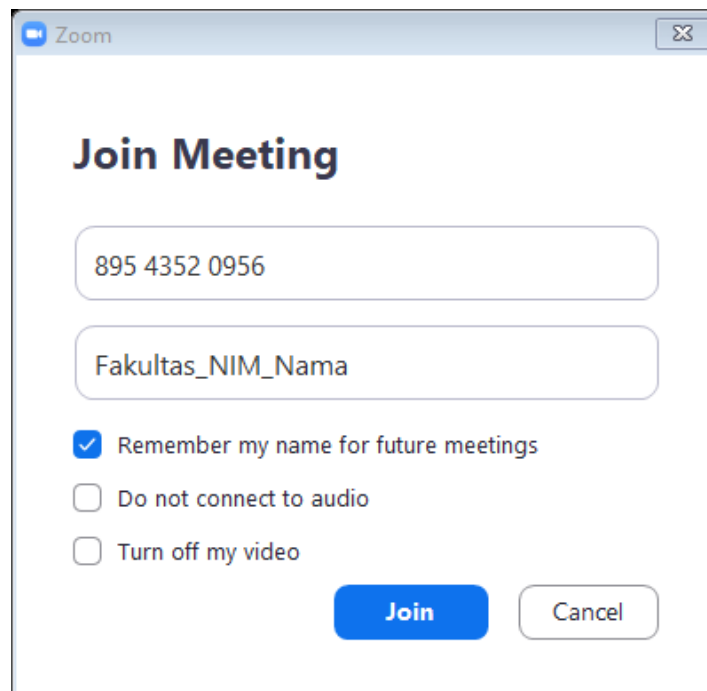 Zoom
Join Meeting
895 4352 0956
Fakultas_NIM_Nama
Remember my name for future meetings
Do not connect to audio
Turn off my video
Join Cancel